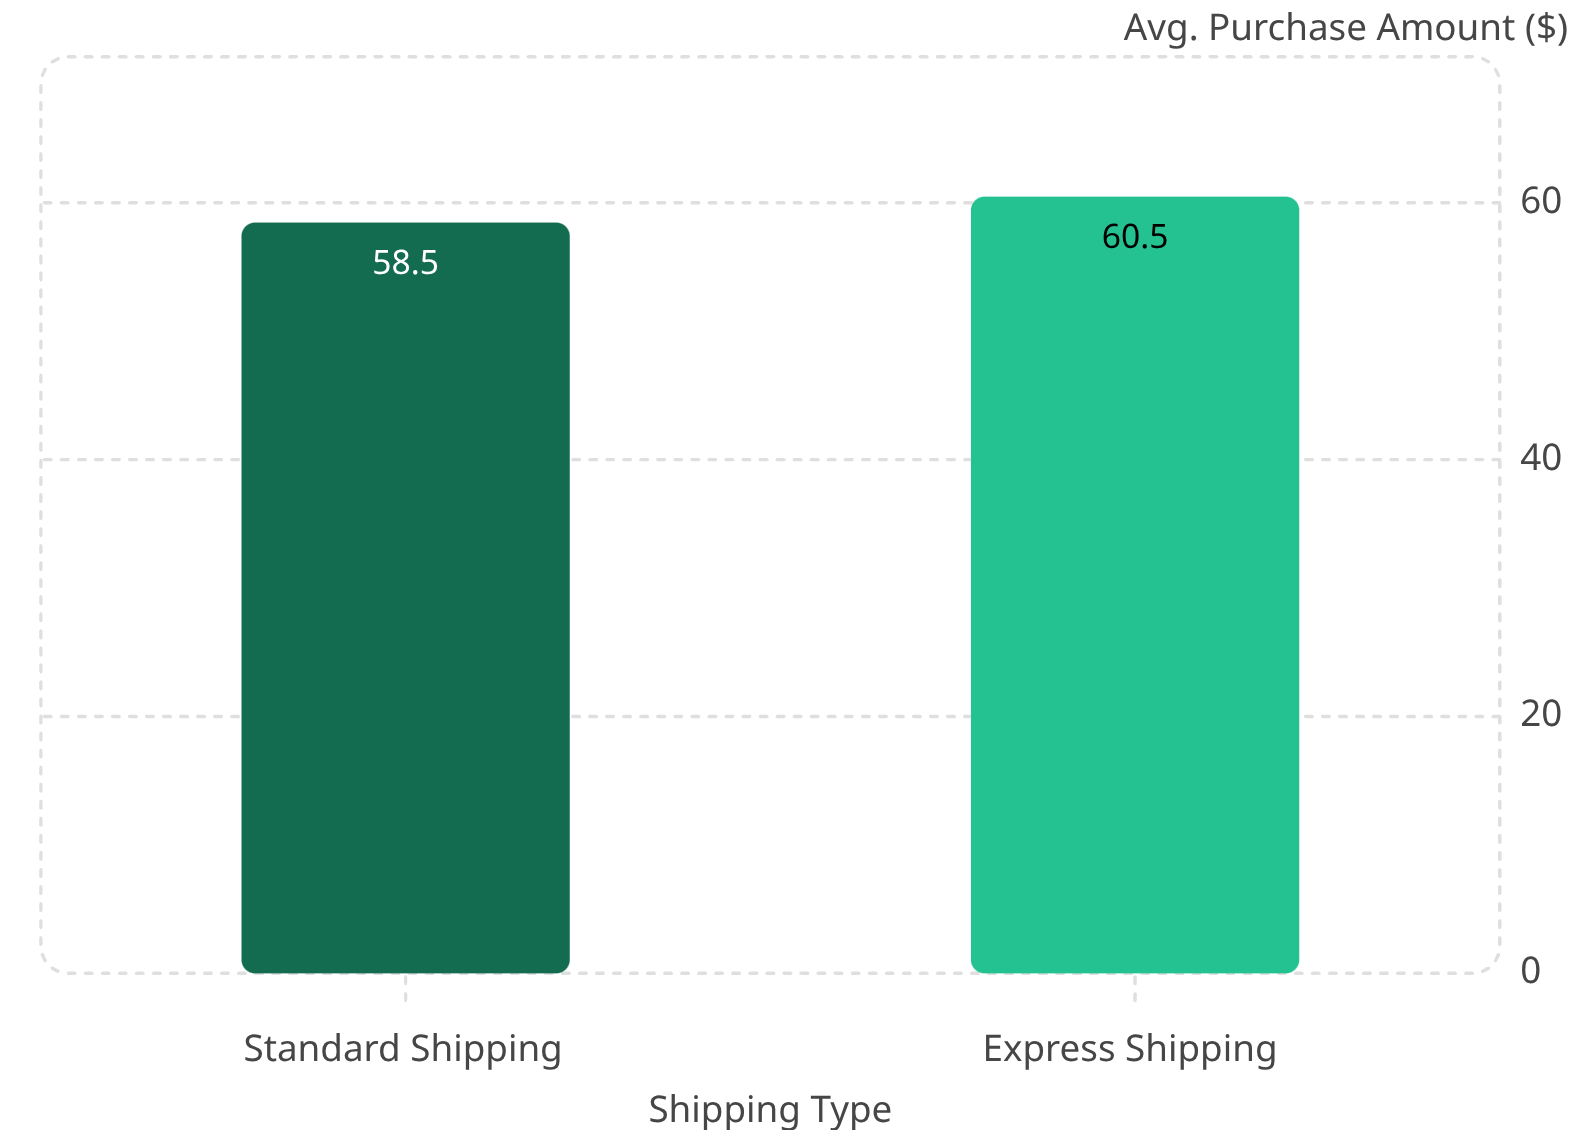 Avg. Purchase Amount ($)
60
58.5
60.5
40
20
0
Standard Shipping
Express Shipping
Shipping Type